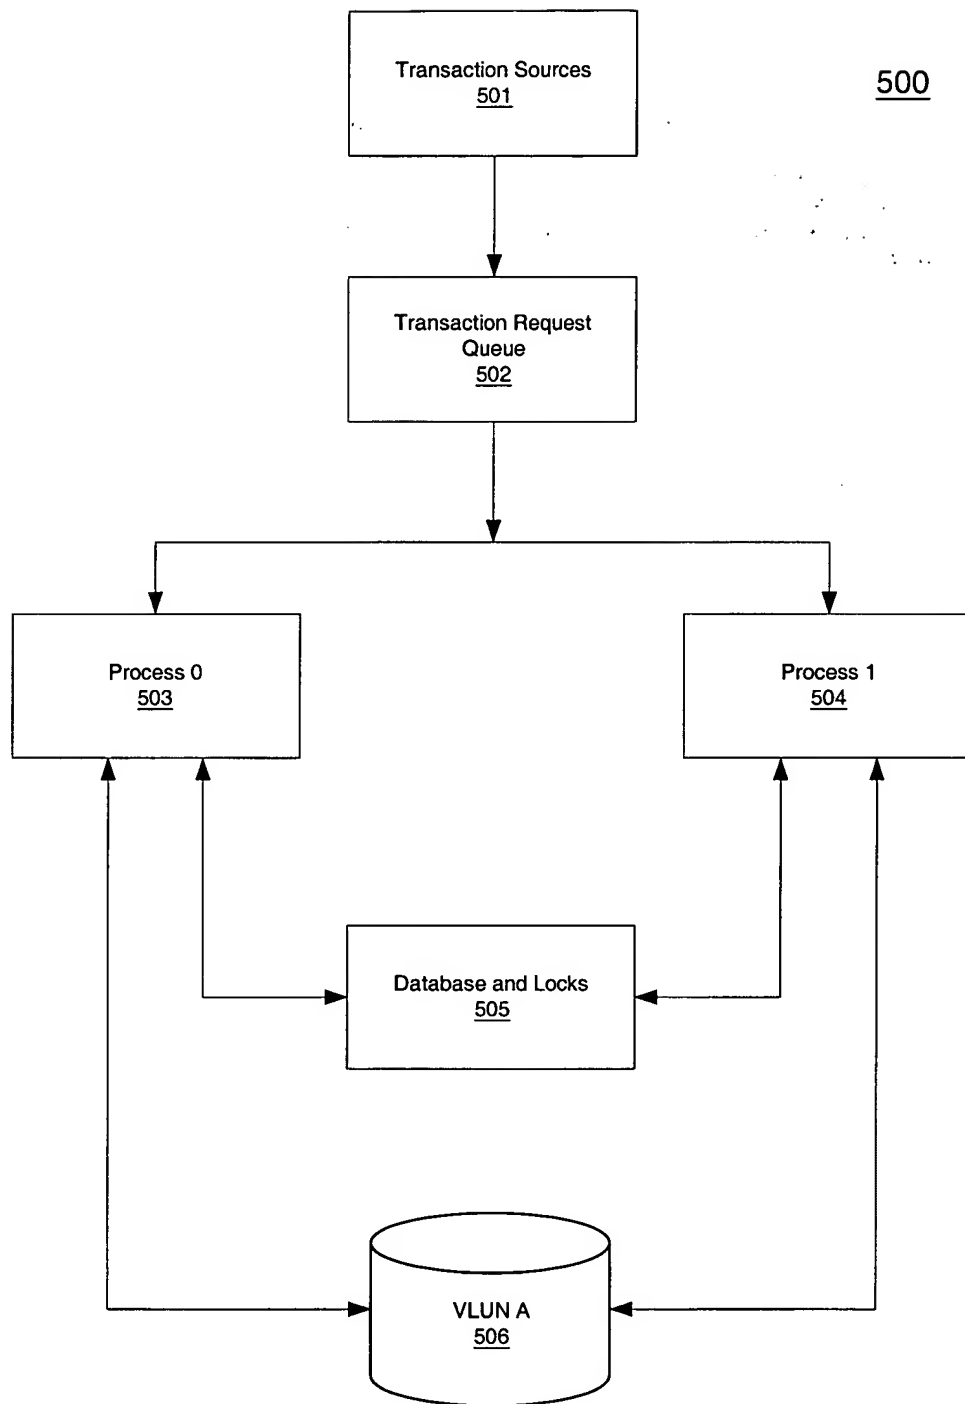 Transaction Sources
501
500
Transaction Request
Queue
502
Process 0
503
Process 1
504
Database and Locks
505
VLUN A
506